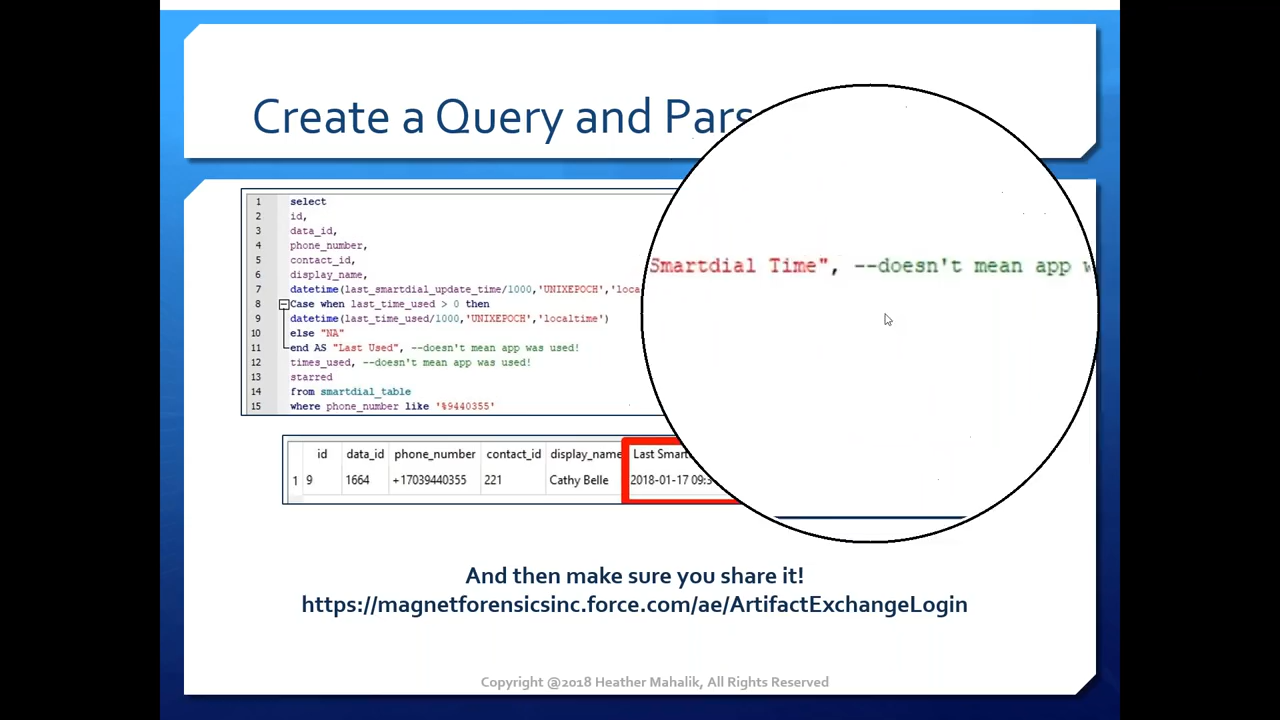 Create a Query and Pars
1 select
2 id,
3 data_id,
4 phone_number,
5 contact_id,
6 display_name,
7 datetime(last_smartdial_update_time/1000,'UNIXEPOCH','loca
Smartdial Time", --doesn't mean app
8 Case when last_time_used > 0 then
9 datetime(last_time_used/1000,'UNIXEPOCH','localtime')
10 else "NA"
11 end AS "Last Used", --doesn't mean app was used!
12 times_used, --doesn't mean app was used!
13 starred
14 from smartdial_table
15 where phone_number like '%9440355'
id data_id phone_number contact_id display_name Last Smart
1 9 1664 +17039440355 221 Cathy Belle 2018-01-17 09:3
And then make sure you share it!
https://magnetforensicsinc.force.com/ae/ArtifactExchangeLogin
Copyright @2018 Heather Mahalik, All Rights Reserved